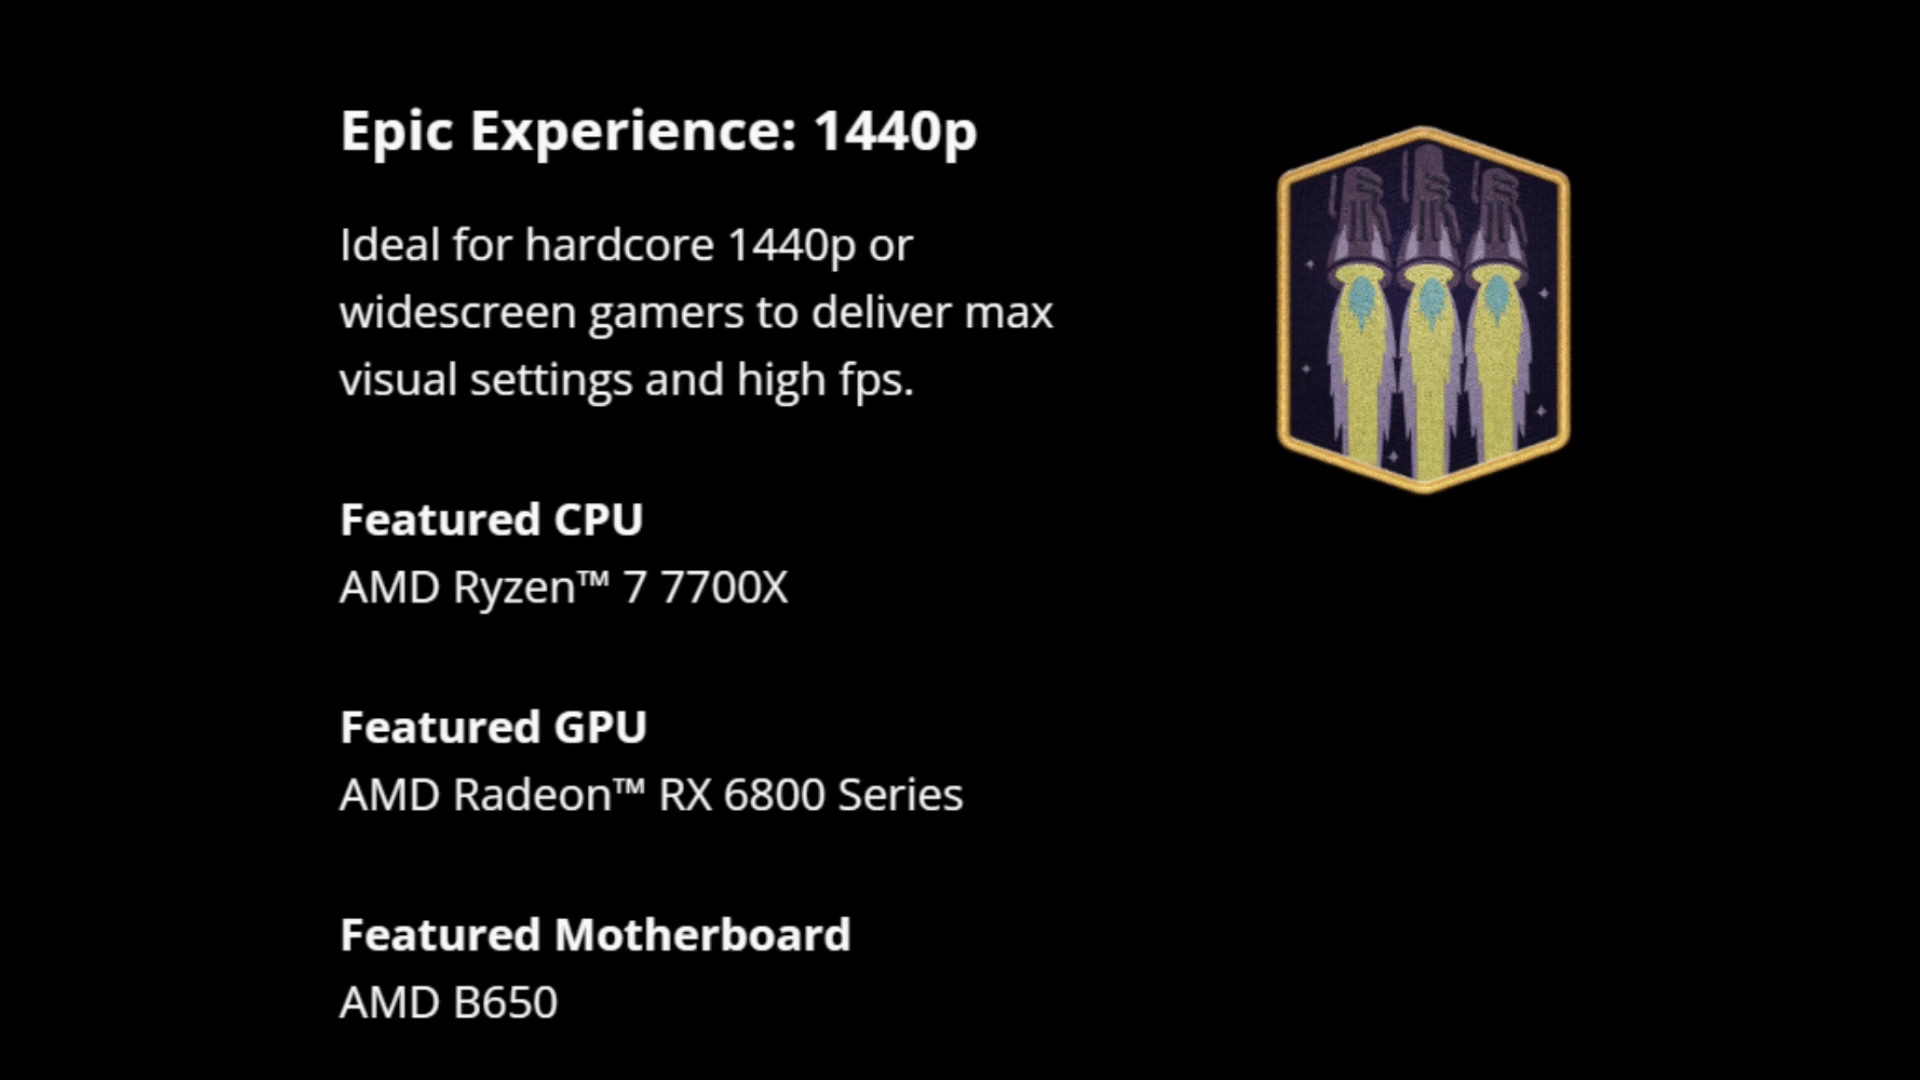 Epic Experience: 1440p
Ideal for hardcore 1440p or
widescreen gamers to deliver max
visual settings and high fps.
Featured CPU
AMD Ryzen™ 7 7700X
Featured GPU
AMD Radeon™ RX 6800 Series
Featured Motherboard
AMD B650